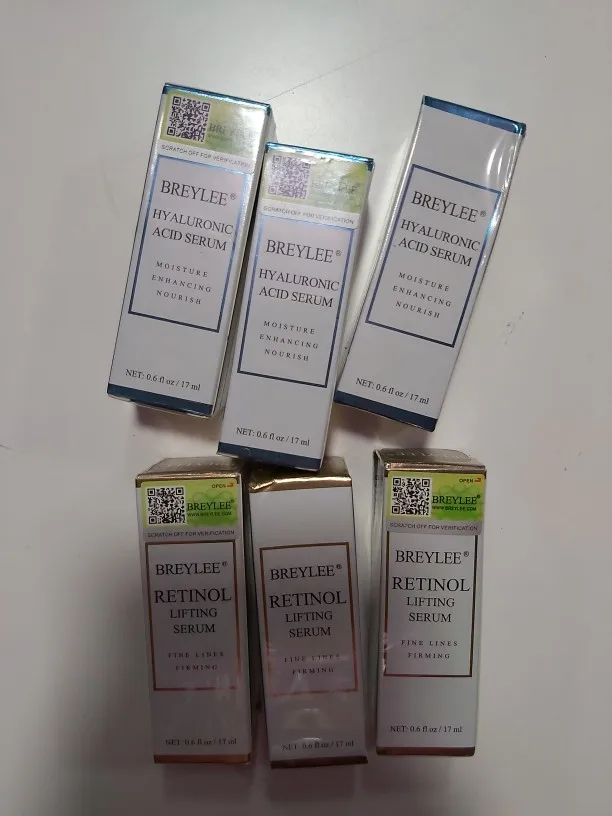 BREYLEE
SCRATCH OFF FOR VERIFICATION
BREYLEE®
HYALURONIC
ACID SERUM
MOISTURE
ENHANCING
NOURISH
NET: 0.6 fl oz / 17 ml
SCRATCH OFF FOR VERIFICATION
BREYLEE®
HYALURONIC
ACID SERUM
MOISTURE
ENHANCING
NOURISH
NET: 0.6 fl oz / 17 ml
BREYLEE®
HYALURONIC
ACID SERUM
MOISTURE
ENHANCING
NOURISH
NET: 0.6 fl oz / 17 ml
OPEN
BREYLEE®
WWW.BREYLEE.COM
SCRATCH OFF FOR VERIFICATION
BREYLEE®
RETINOL
LIFTING
SERUM
FINE LINES
FIRMING
NET: 0.6 fl oz / 17 ml
BREYLEE®
RETINOL
LIFTING
SERUM
FINE LINES
FIRMING
NET: 0.6 fl oz / 17 ml
OPEN
BREYLEE®
WWW.BREYLEE.COM
SCRATCH OFF FOR VERIFICATION
BREYLEE®
RETINOL
LIFTING
SERUM
FINE LINES
FIRMING
NET: 0.6 fl oz / 17 ml